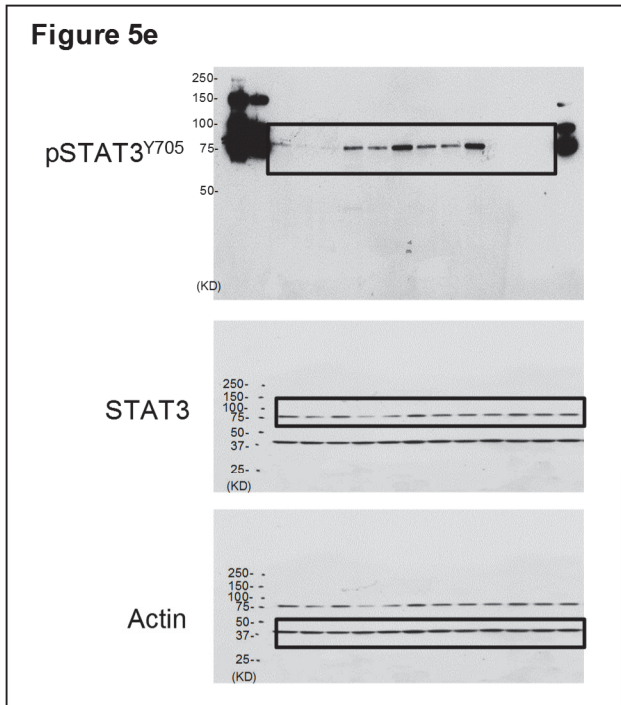 Figure 5e
250-
150-
100-
pSTAT3Y705
75-
50-
(KD)
250-
150-
STAT3
100-
75-
50-
37-
25-
(KD)
250-
150-
100-
75-
Actin
50-
37-
25-
(KD)